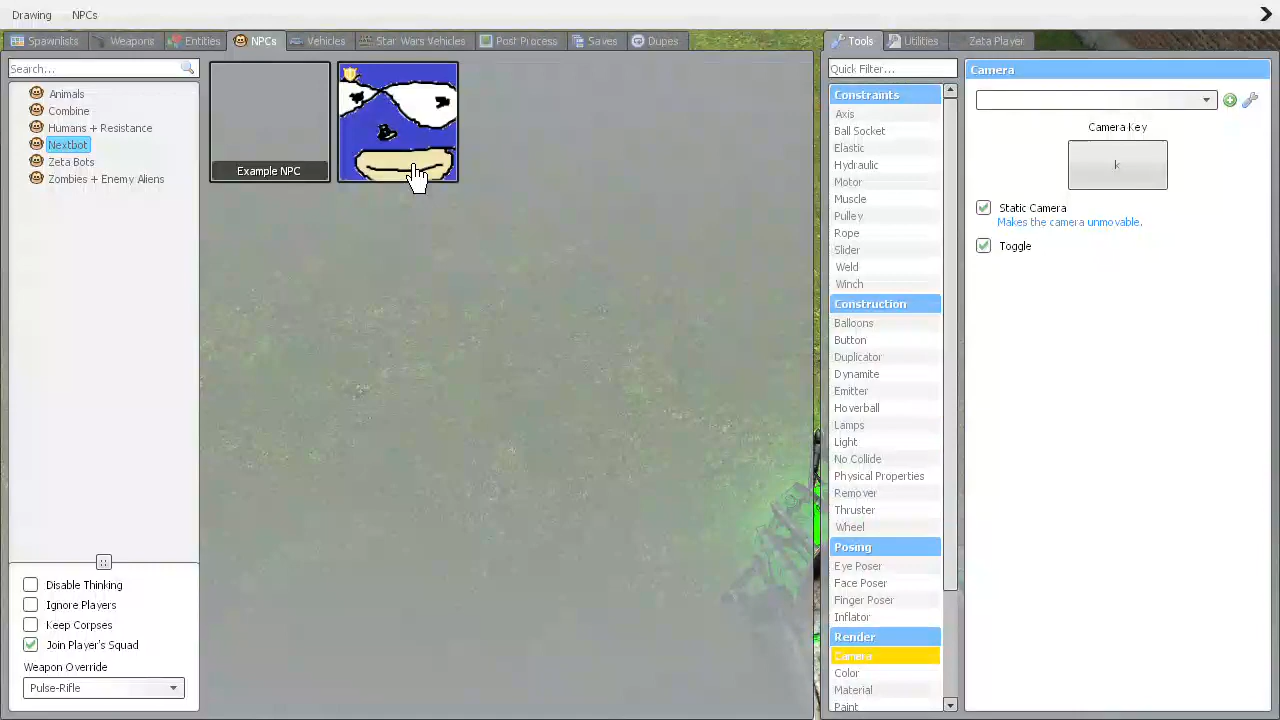 Drawing NPCs
Spawnlists Weapons Entities NPCs Vehicles Star Wars Vehicles Post Process Saves Dupes Tools Utilities Zeta Player
Search...
Animals
Combine
Humans + Resistance
Nextbot
Zeta Bots
Zombies + Enemy Aliens
Example NPC
Disable Thinking
Ignore Players
Keep Corpses
Join Player's Squad
Weapon Override
Pulse-Rifle
Quick Filter...
Constraints
Axis
Ball Socket
Elastic
Hydraulic
Motor
Muscle
Pulley
Rope
Slider
Weld
Winch
Construction
Balloons
Button
Duplicator
Dynamite
Emitter
Hoverball
Lamps
Light
No Collide
Physical Properties
Remover
Thruster
Wheel
Posing
Eye Poser
Face Poser
Finger Poser
Inflator
Render
Camera
Color
Material
Paint
Camera
Camera Key
k
Static Camera
Makes the camera unmovable.
Toggle